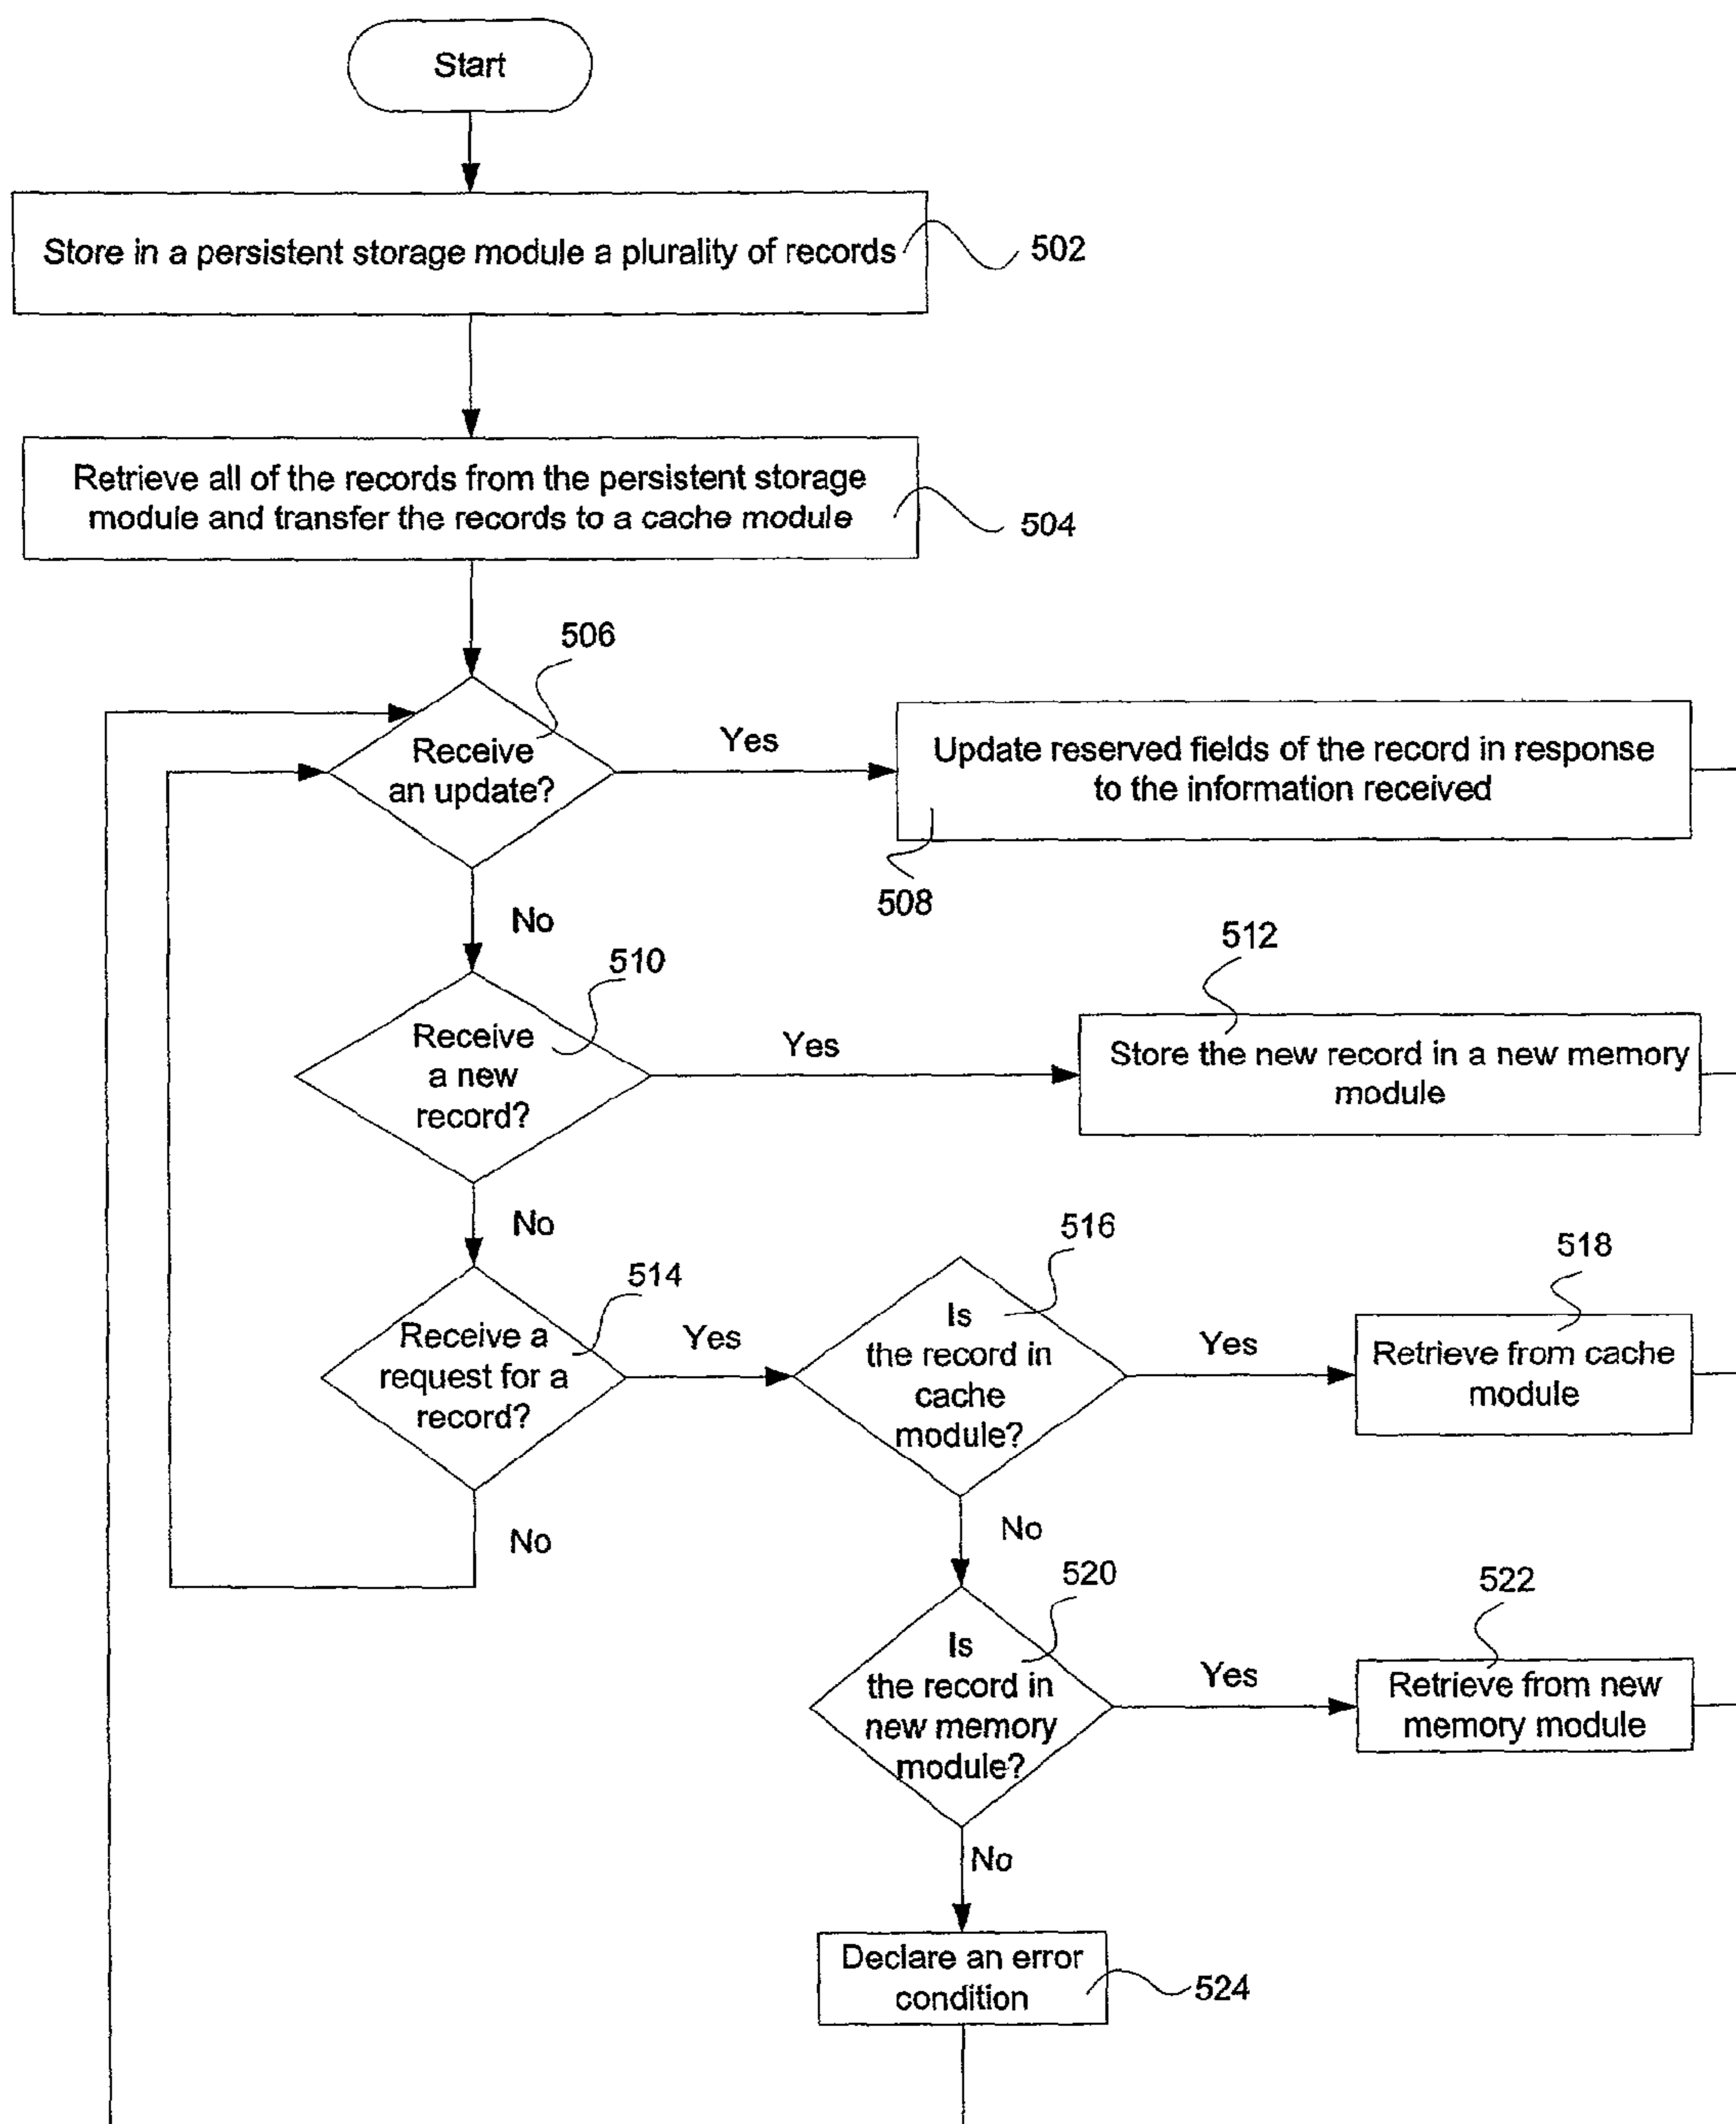 Start
Store in a persistent storage module a plurality of records
502
Retrieve all of the records from the persistent storage
module and transfer the records to a cache module
504
506
Receive
an update?
Yes
Update reserved fields of the record in response
to the information received
508
No
510
Receive
a new
record?
Yes
512
Store the new record in a new memory
module
No
514
Receive a
request for a
record?
Yes
516
Is
the record in
cache
module?
Yes
518
Retrieve from cache
module
No
No
520
Is
the record in
new memory
module?
Yes
522
Retrieve from new
memory module
No
Declare an error
condition
524